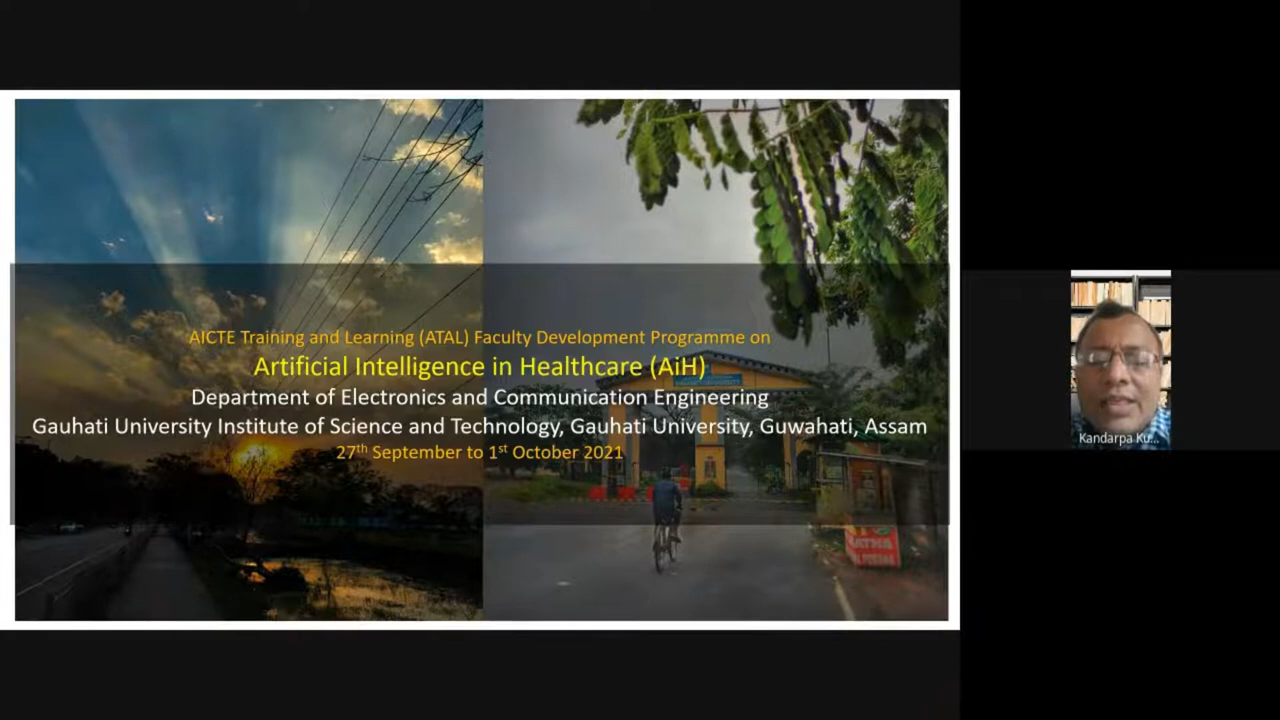 AICTE Training and Learning (ATAL) Faculty Development Programme on
Artificial Intelligence in Healthcare (AiH)
Department of Electronics and Communication Engineering
Gauhati University Institute of Science and Technology, Gauhati University, Guwahati, Assam
27th September to 1st October 2021
Kandarpa Ku...